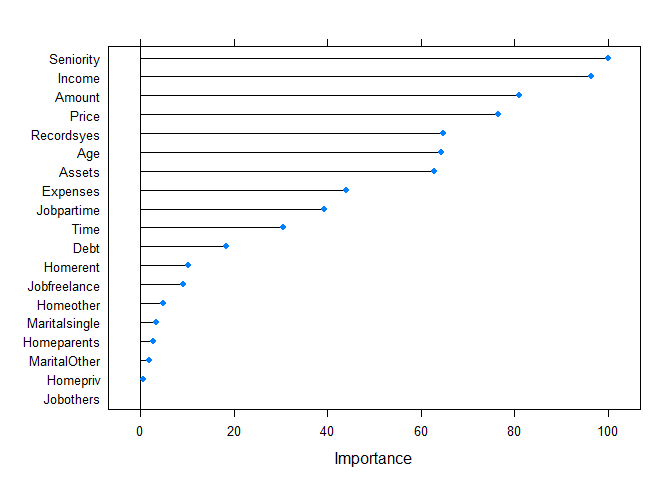 Seniority
Income
Amount
Price
Recordsyes
Age
Assets
Expenses
Jobpartime
Time
Debt
Homerent
Jobfreelance
Homeother
Maritalsingle
Homeparents
MaritalOther
Homepriv
Jobothers
0 20 40 60 80 100
Importance